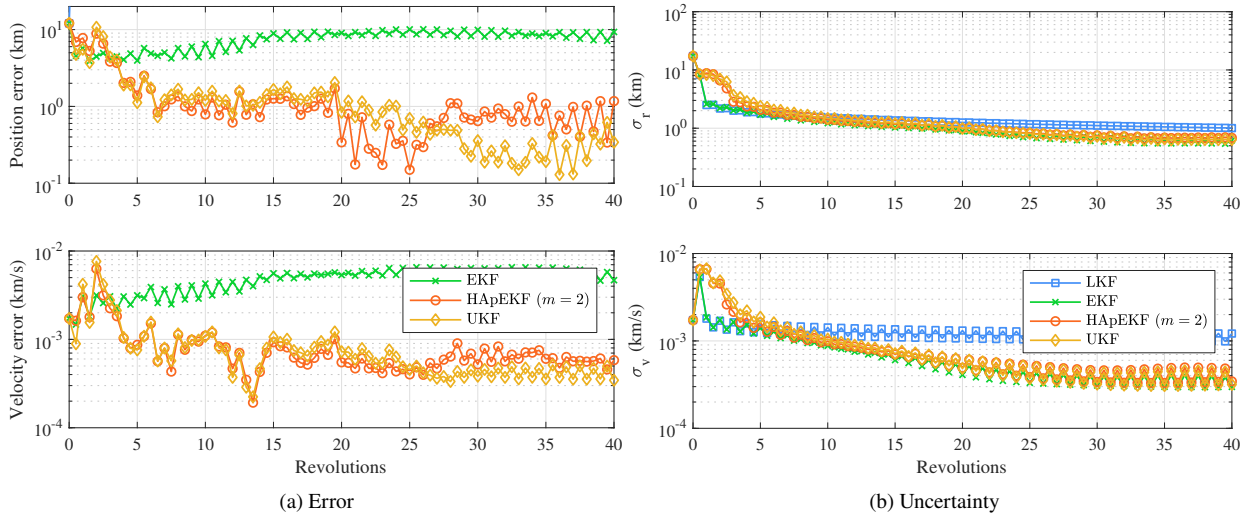 Position error (km)
10^1
10^0
10^{-1}
0 5 10 15 20 25 30 35 40
Velocity error (km/s)
10^{-2}
10^{-3}
10^{-4}
EKF
HApEKF (m = 2)
UKF
0 5 10 15 20 25 30 35 40
Revolutions
(a) Error
σ_r (km)
10^2
10^1
10^0
10^{-1}
0 5 10 15 20 25 30 35 40
σ_v (km/s)
10^{-2}
10^{-3}
10^{-4}
LKF
EKF
HApEKF (m = 2)
UKF
0 5 10 15 20 25 30 35 40
Revolutions
(b) Uncertainty